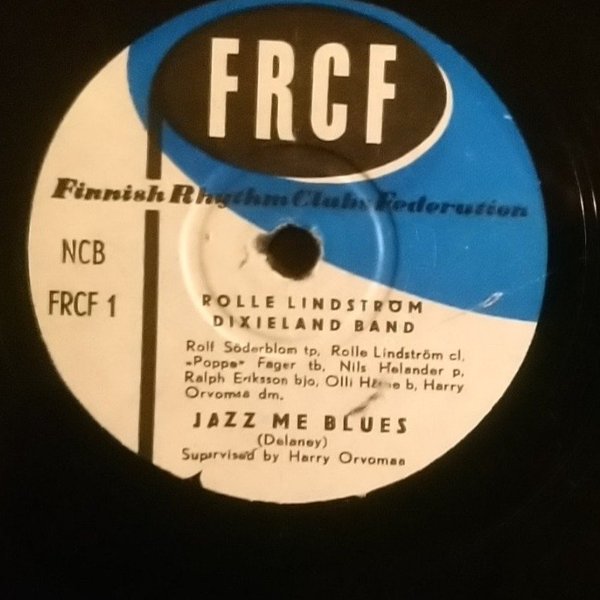 FRCF
Finnish Rhythm Clubs Federation
NCB
FRCF 1
ROLLE LINDSTRÖM
DIXIELAND BAND
Rolf Söderblom tp, Rolle Lindström cl,
»Poppe» Fager tb, Nils Helander p,
Ralph Eriksson bjo, Olli b, Harry
Orvomaa dm.
JAZZ ME BLUES
(Delaney)
Supervised by Harry Orvomaa